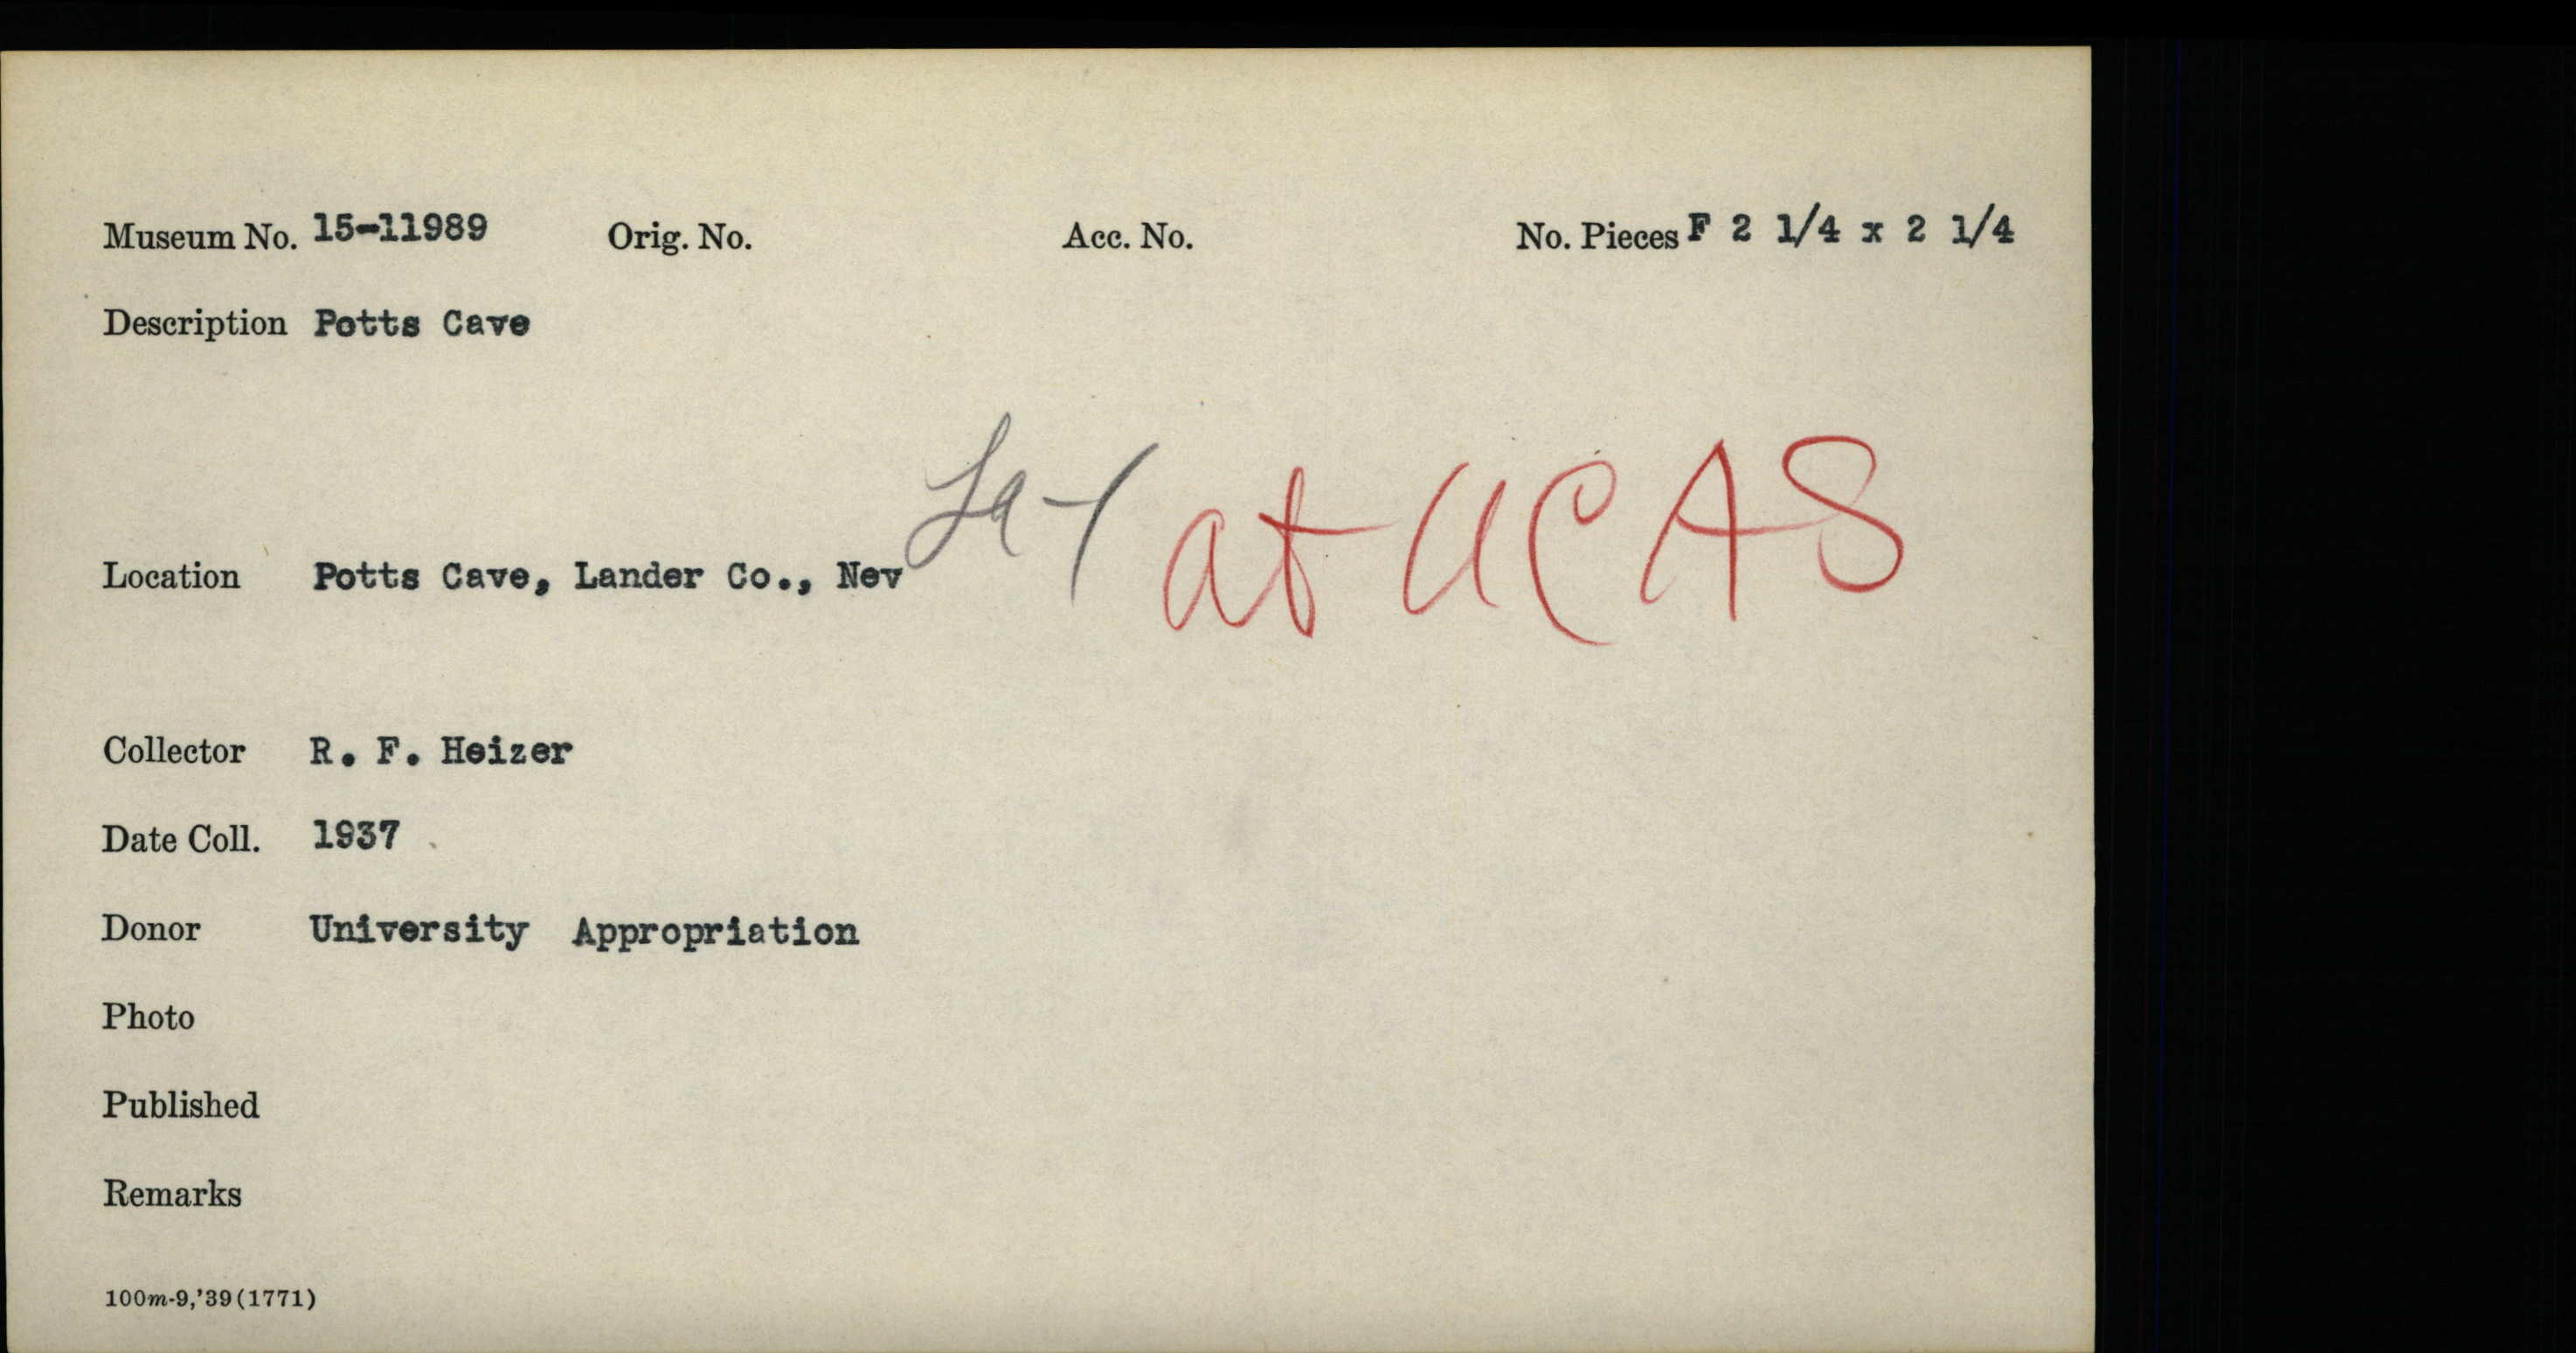 Museum No. 15-11989 Orig. No. Acc. No. No. Pieces F 2 1/4 x 2 1/4
Description Potts Cave
La-1 at UCAS
Location Potts Cave, Lander Co., Nev
Collector R. F. Heizer
Date Coll. 1937
Donor University Appropriation
Photo
Published
Remarks
100m-9,'39(1771)